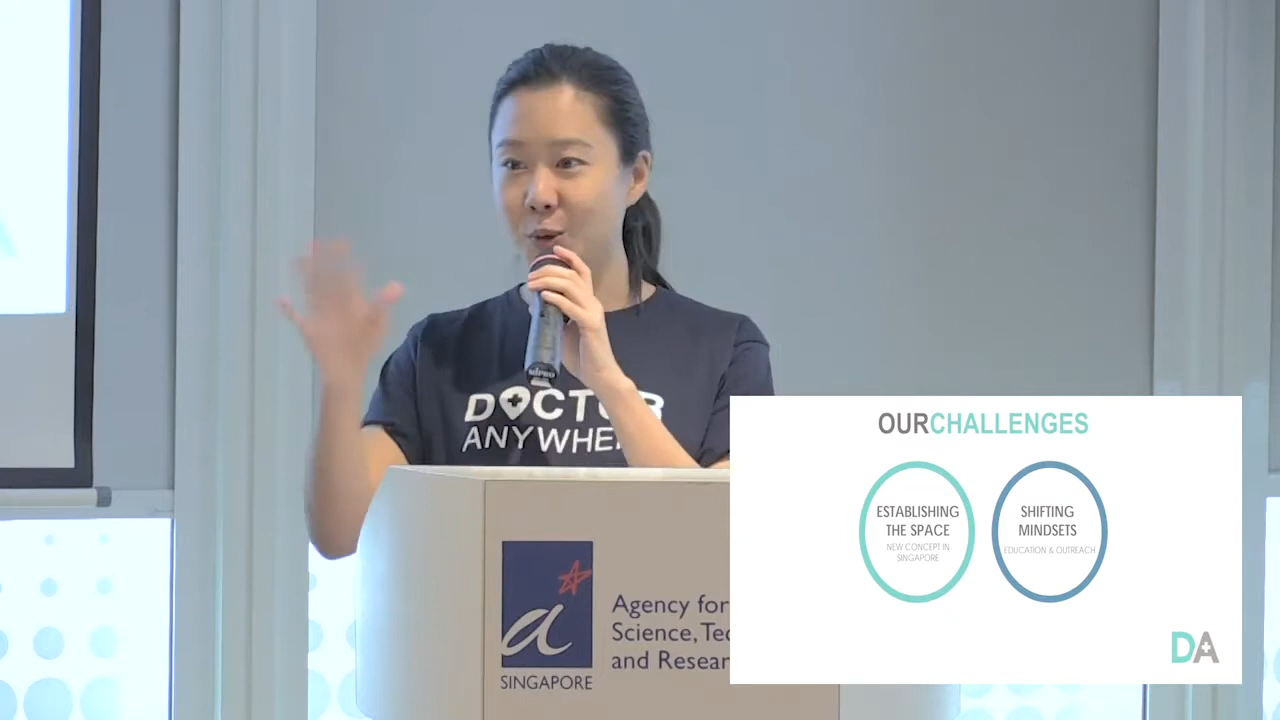 DOCTOR
ANYWHE
Agency for
Science, Tec
and Resear
SINGAPORE
OURCHALLENGES
ESTABLISHING
THE SPACE
NEW CONCEPT IN
SINGAPORE
SHIFTING
MINDSETS
EDUCATION & OUTREACH
DA